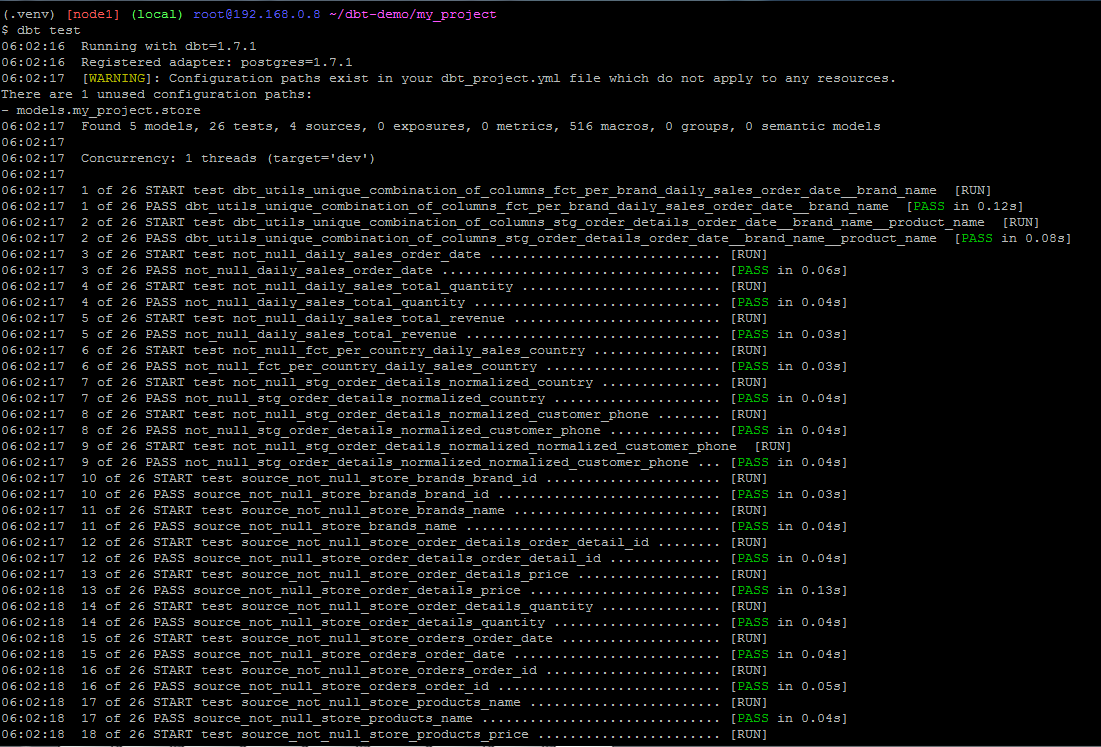 (.venv) [node1] (local) root@192.168.0.8 ~/dbt-demo/my_project
$ dbt test
06:02:16  Running with dbt=1.7.1
06:02:16  Registered adapter: postgres=1.7.1
06:02:17  [WARNING]: Configuration paths exist in your dbt_project.yml file which do not apply to any resources.
There are 1 unused configuration paths:
- models.my_project.store
06:02:17  Found 5 models, 26 tests, 4 sources, 0 exposures, 0 metrics, 516 macros, 0 groups, 0 semantic models
06:02:17
06:02:17  Concurrency: 1 threads (target='dev')
06:02:17
06:02:17  1 of 26 START test dbt_utils_unique_combination_of_columns_fct_per_brand_daily_sales_order_date__brand_name  [RUN]
06:02:17  1 of 26 PASS dbt_utils_unique_combination_of_columns_fct_per_brand_daily_sales_order_date__brand_name  [PASS in 0.12s]
06:02:17  2 of 26 START test dbt_utils_unique_combination_of_columns_stg_order_details_order_date__brand_name__product_name  [RUN]
06:02:17  2 of 26 PASS dbt_utils_unique_combination_of_columns_stg_order_details_order_date__brand_name__product_name  [PASS in 0.08s]
06:02:17  3 of 26 START test not_null_daily_sales_order_date ............................. [RUN]
06:02:17  3 of 26 PASS not_null_daily_sales_order_date ................................... [PASS in 0.06s]
06:02:17  4 of 26 START test not_null_daily_sales_total_quantity ......................... [RUN]
06:02:17  4 of 26 PASS not_null_daily_sales_total_quantity ............................... [PASS in 0.04s]
06:02:17  5 of 26 START test not_null_daily_sales_total_revenue .......................... [RUN]
06:02:17  5 of 26 PASS not_null_daily_sales_total_revenue ................................ [PASS in 0.03s]
06:02:17  6 of 26 START test not_null_fct_per_country_daily_sales_country ................ [RUN]
06:02:17  6 of 26 PASS not_null_fct_per_country_daily_sales_country ...................... [PASS in 0.03s]
06:02:17  7 of 26 START test not_null_stg_order_details_normalized_country ............... [RUN]
06:02:17  7 of 26 PASS not_null_stg_order_details_normalized_country ..................... [PASS in 0.04s]
06:02:17  8 of 26 START test not_null_stg_order_details_normalized_customer_phone ........ [RUN]
06:02:17  8 of 26 PASS not_null_stg_order_details_normalized_customer_phone .............. [PASS in 0.04s]
06:02:17  9 of 26 START test not_null_stg_order_details_normalized_normalized_customer_phone  [RUN]
06:02:17  9 of 26 PASS not_null_stg_order_details_normalized_normalized_customer_phone ... [PASS in 0.04s]
06:02:17  10 of 26 START test source_not_null_store_brands_brand_id ...................... [RUN]
06:02:17  10 of 26 PASS source_not_null_store_brands_brand_id ............................ [PASS in 0.03s]
06:02:17  11 of 26 START test source_not_null_store_brands_name .......................... [RUN]
06:02:17  11 of 26 PASS source_not_null_store_brands_name ................................ [PASS in 0.04s]
06:02:17  12 of 26 START test source_not_null_store_order_details_order_detail_id ........ [RUN]
06:02:17  12 of 26 PASS source_not_null_store_order_details_order_detail_id .............. [PASS in 0.04s]
06:02:17  13 of 26 START test source_not_null_store_order_details_price .................. [RUN]
06:02:18  13 of 26 PASS source_not_null_store_order_details_price ........................ [PASS in 0.13s]
06:02:18  14 of 26 START test source_not_null_store_order_details_quantity ............... [RUN]
06:02:18  14 of 26 PASS source_not_null_store_order_details_quantity ..................... [PASS in 0.04s]
06:02:18  15 of 26 START test source_not_null_store_orders_order_date .................... [RUN]
06:02:18  15 of 26 PASS source_not_null_store_orders_order_date .......................... [PASS in 0.04s]
06:02:18  16 of 26 START test source_not_null_store_orders_order_id ...................... [RUN]
06:02:18  16 of 26 PASS source_not_null_store_orders_order_id ............................ [PASS in 0.05s]
06:02:18  17 of 26 START test source_not_null_store_products_name ........................ [RUN]
06:02:18  17 of 26 PASS source_not_null_store_products_name .............................. [PASS in 0.04s]
06:02:18  18 of 26 START test source_not_null_store_products_price ....................... [RUN]